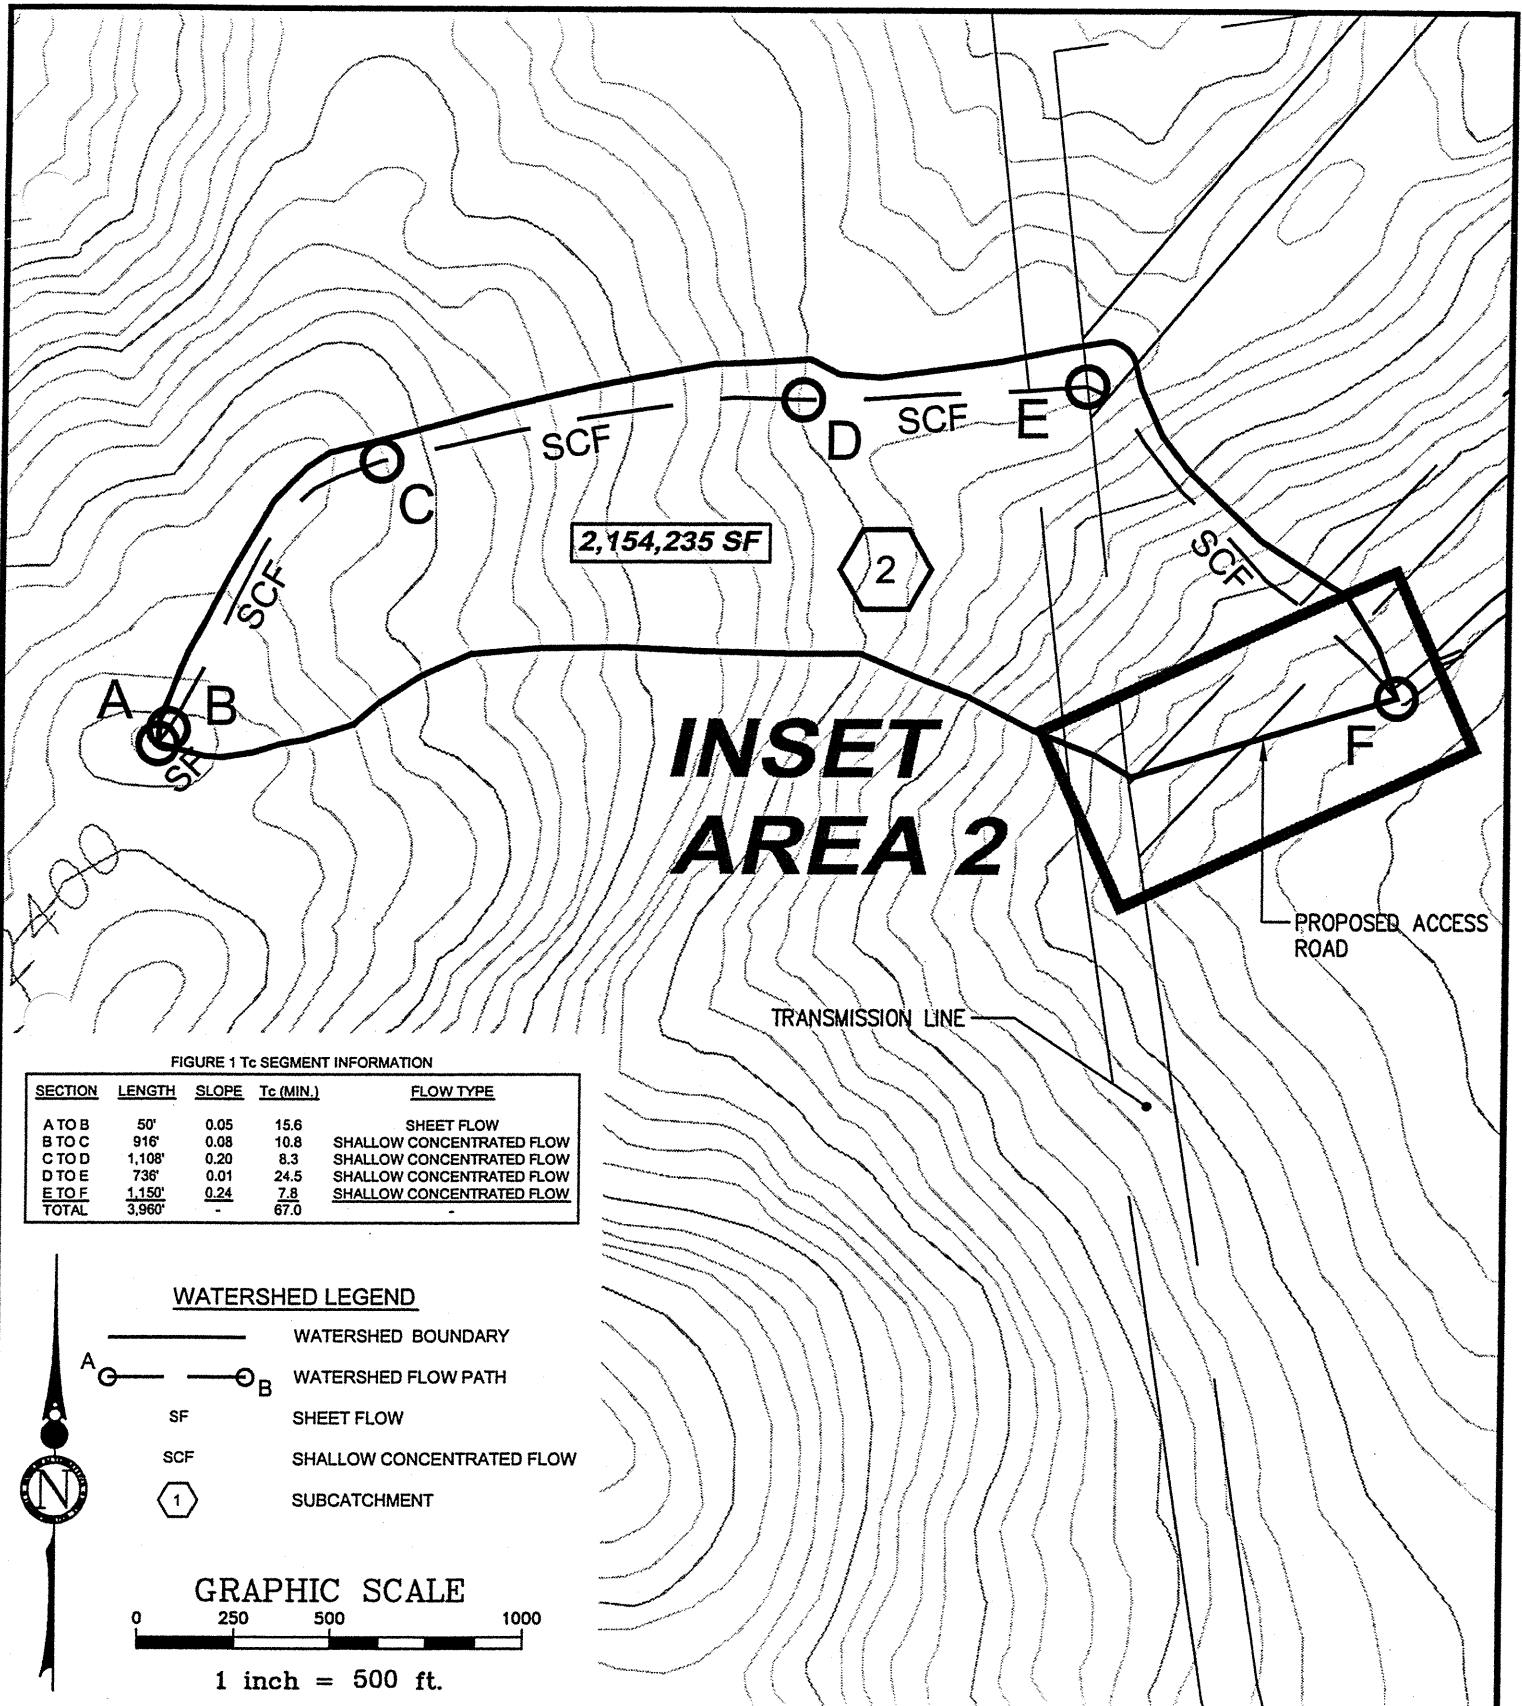 SCF
E
D
SCF
C
2,154,235 SF
2
SCF
SCF
A
B
SF
INSET
AREA 2
F
1400
PROPOSED ACCESS
ROAD
TRANSMISSION LINE
FIGURE 1 Tc SEGMENT INFORMATION
SECTION LENGTH SLOPE Tc (MIN.) FLOW TYPE
A TO B 50' 0.05 15.6 SHEET FLOW
B TO C 916' 0.08 10.8 SHALLOW CONCENTRATED FLOW
C TO D 1,108' 0.20 8.3 SHALLOW CONCENTRATED FLOW
D TO E 736' 0.01 24.5 SHALLOW CONCENTRATED FLOW
E TO F 1,150' 0.24 7.8 SHALLOW CONCENTRATED FLOW
TOTAL 3,960' - 67.0 -
WATERSHED LEGEND
WATERSHED BOUNDARY
A B WATERSHED FLOW PATH
SF SHEET FLOW
SCF SHALLOW CONCENTRATED FLOW
1 SUBCATCHMENT
N
GRAPHIC SCALE
0 250 500 1000
1 inch = 500 ft.